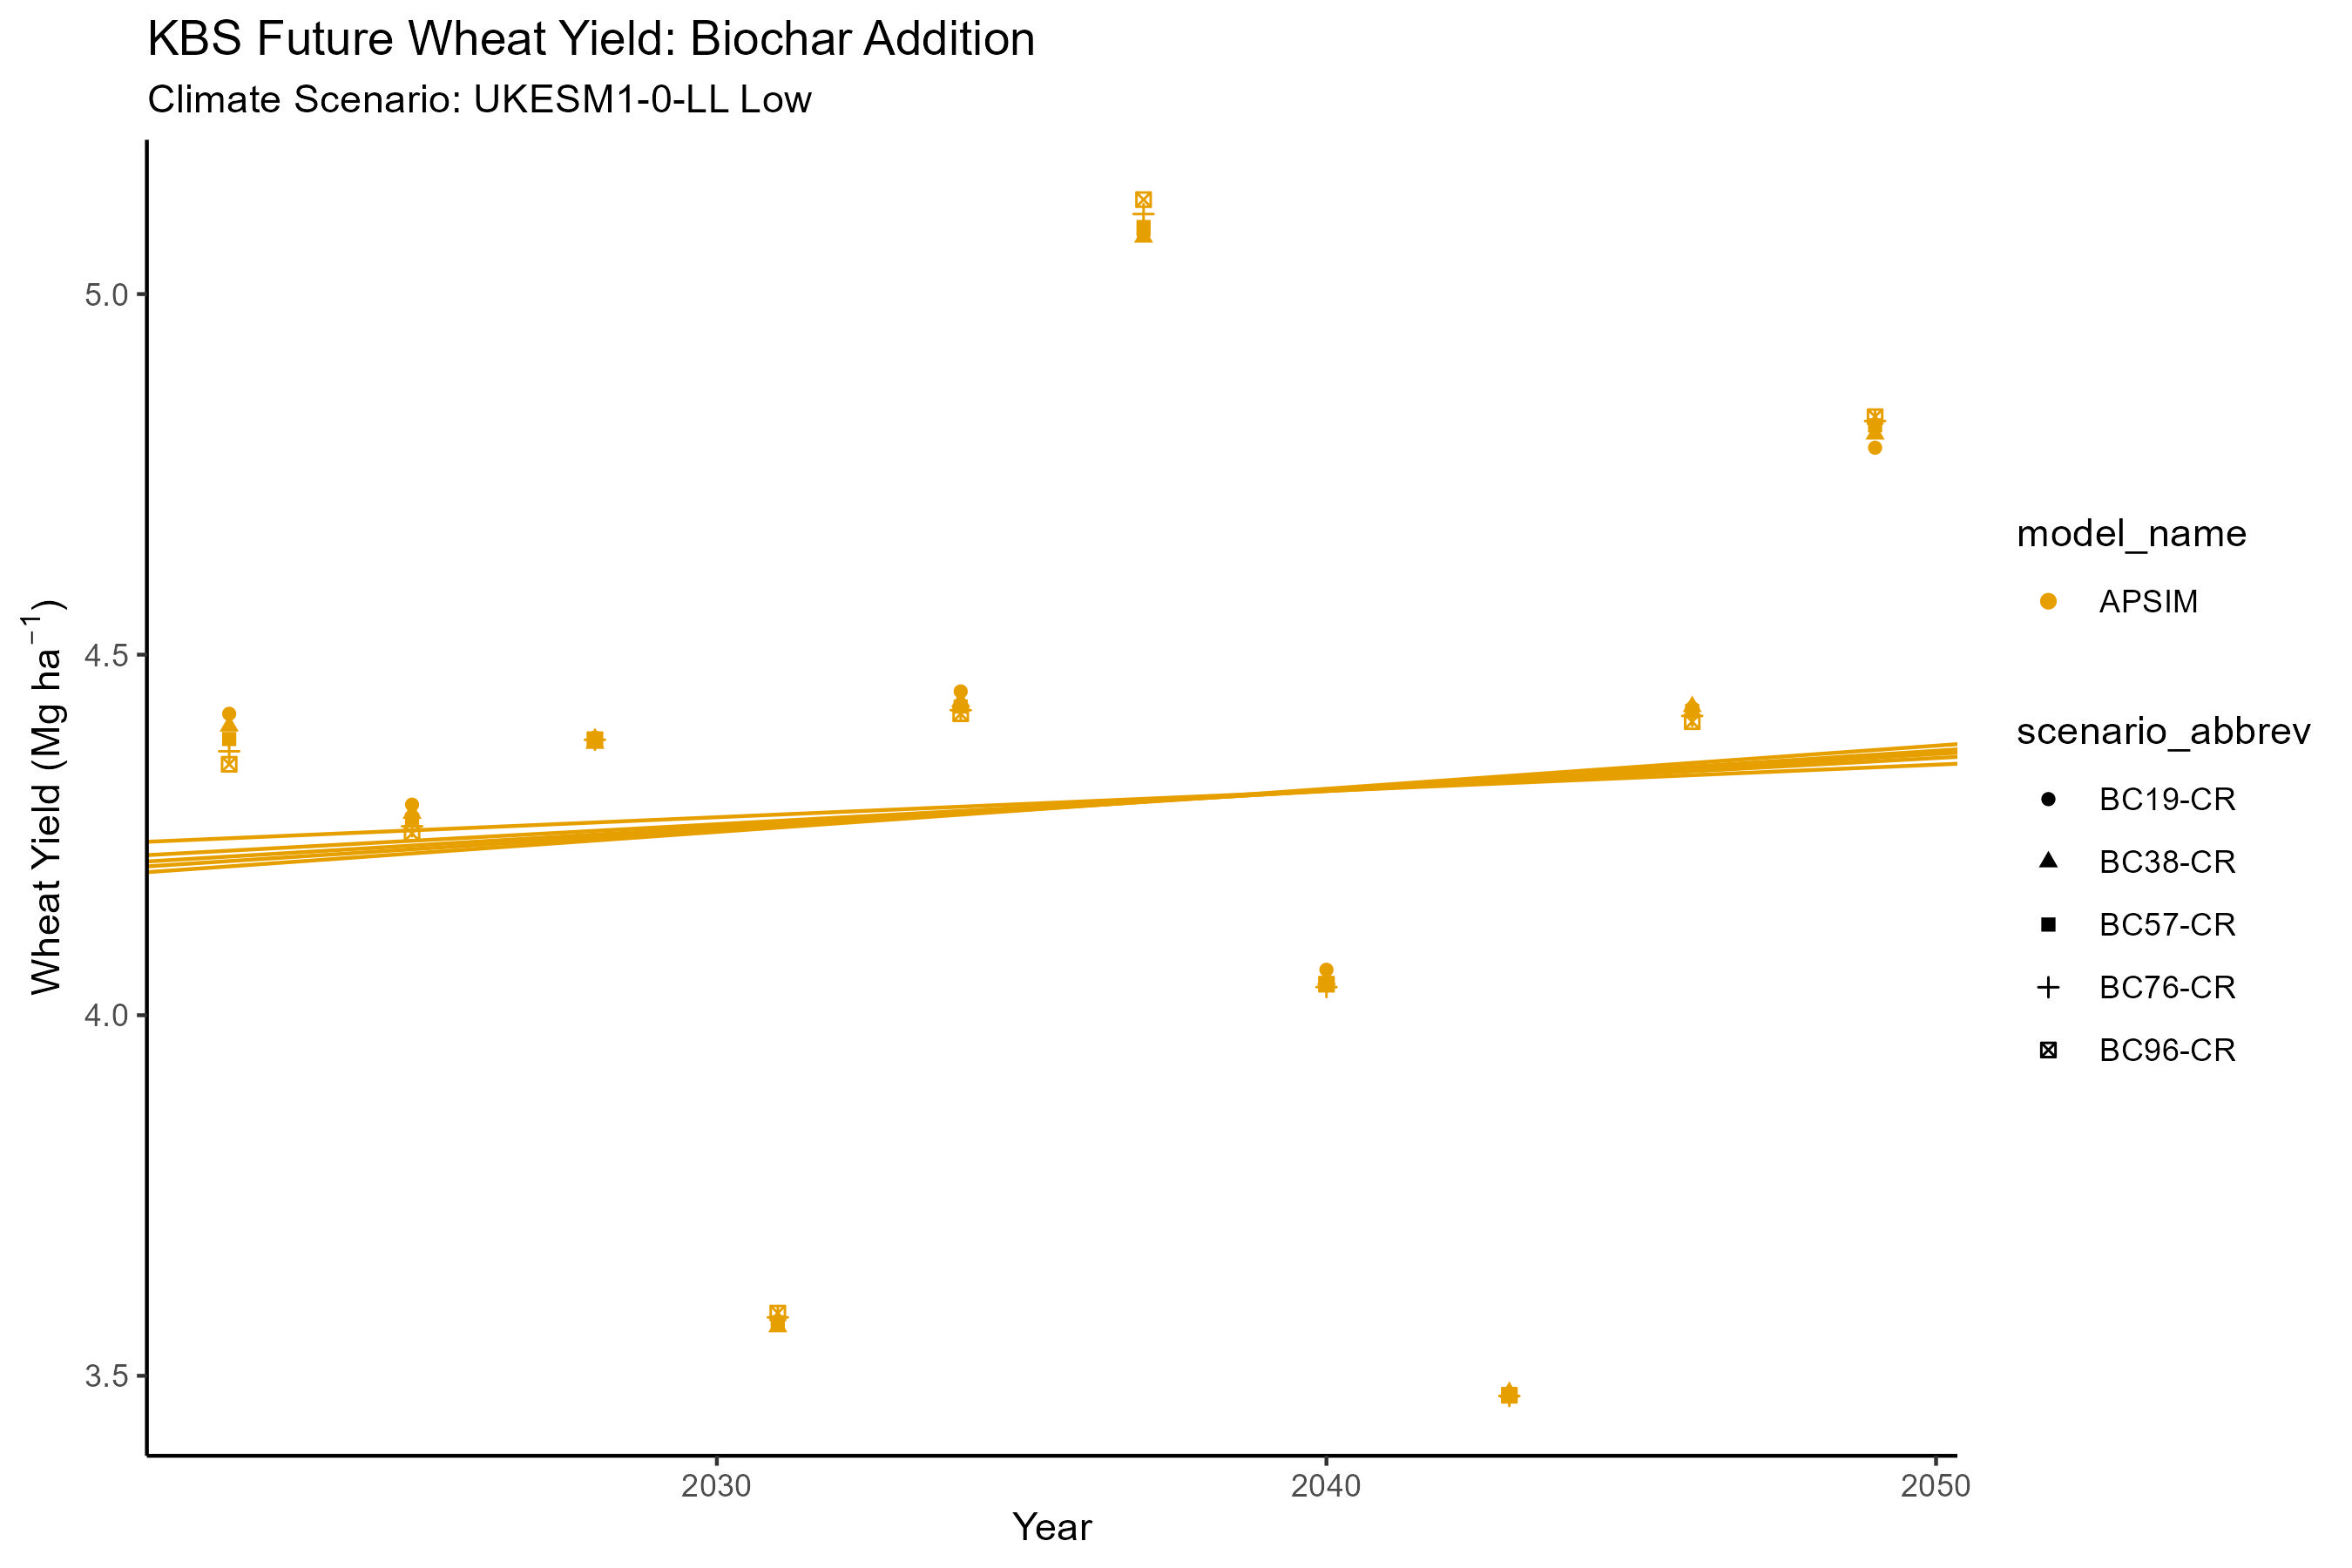 KBS Future Wheat Yield: Biochar Addition
Climate Scenario: UKESM1-0-LL Low
Wheat Yield (Mg ha⁻¹)
5.0
4.5
4.0
3.5
2030
2040
2050
Year
model_name
APSIM
scenario_abbrev
BC19-CR
BC38-CR
BC57-CR
BC76-CR
BC96-CR